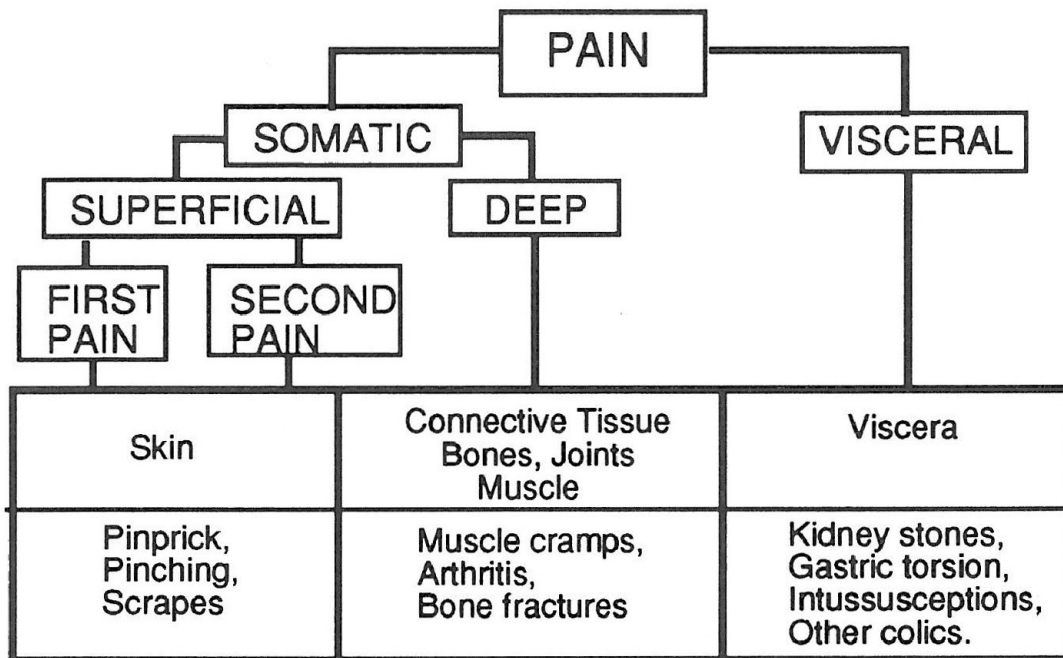 PAIN
SOMATIC
VISCERAL
SUPERFICIAL
DEEP
FIRST
PAIN
SECOND
PAIN
Skin
Connective Tissue
Bones, Joints
Muscle
Viscera
Pinprick,
Pinching,
Scrapes
Muscle cramps,
Arthritis,
Bone fractures
Kidney stones,
Gastric torsion,
Intussusceptions,
Other colics.